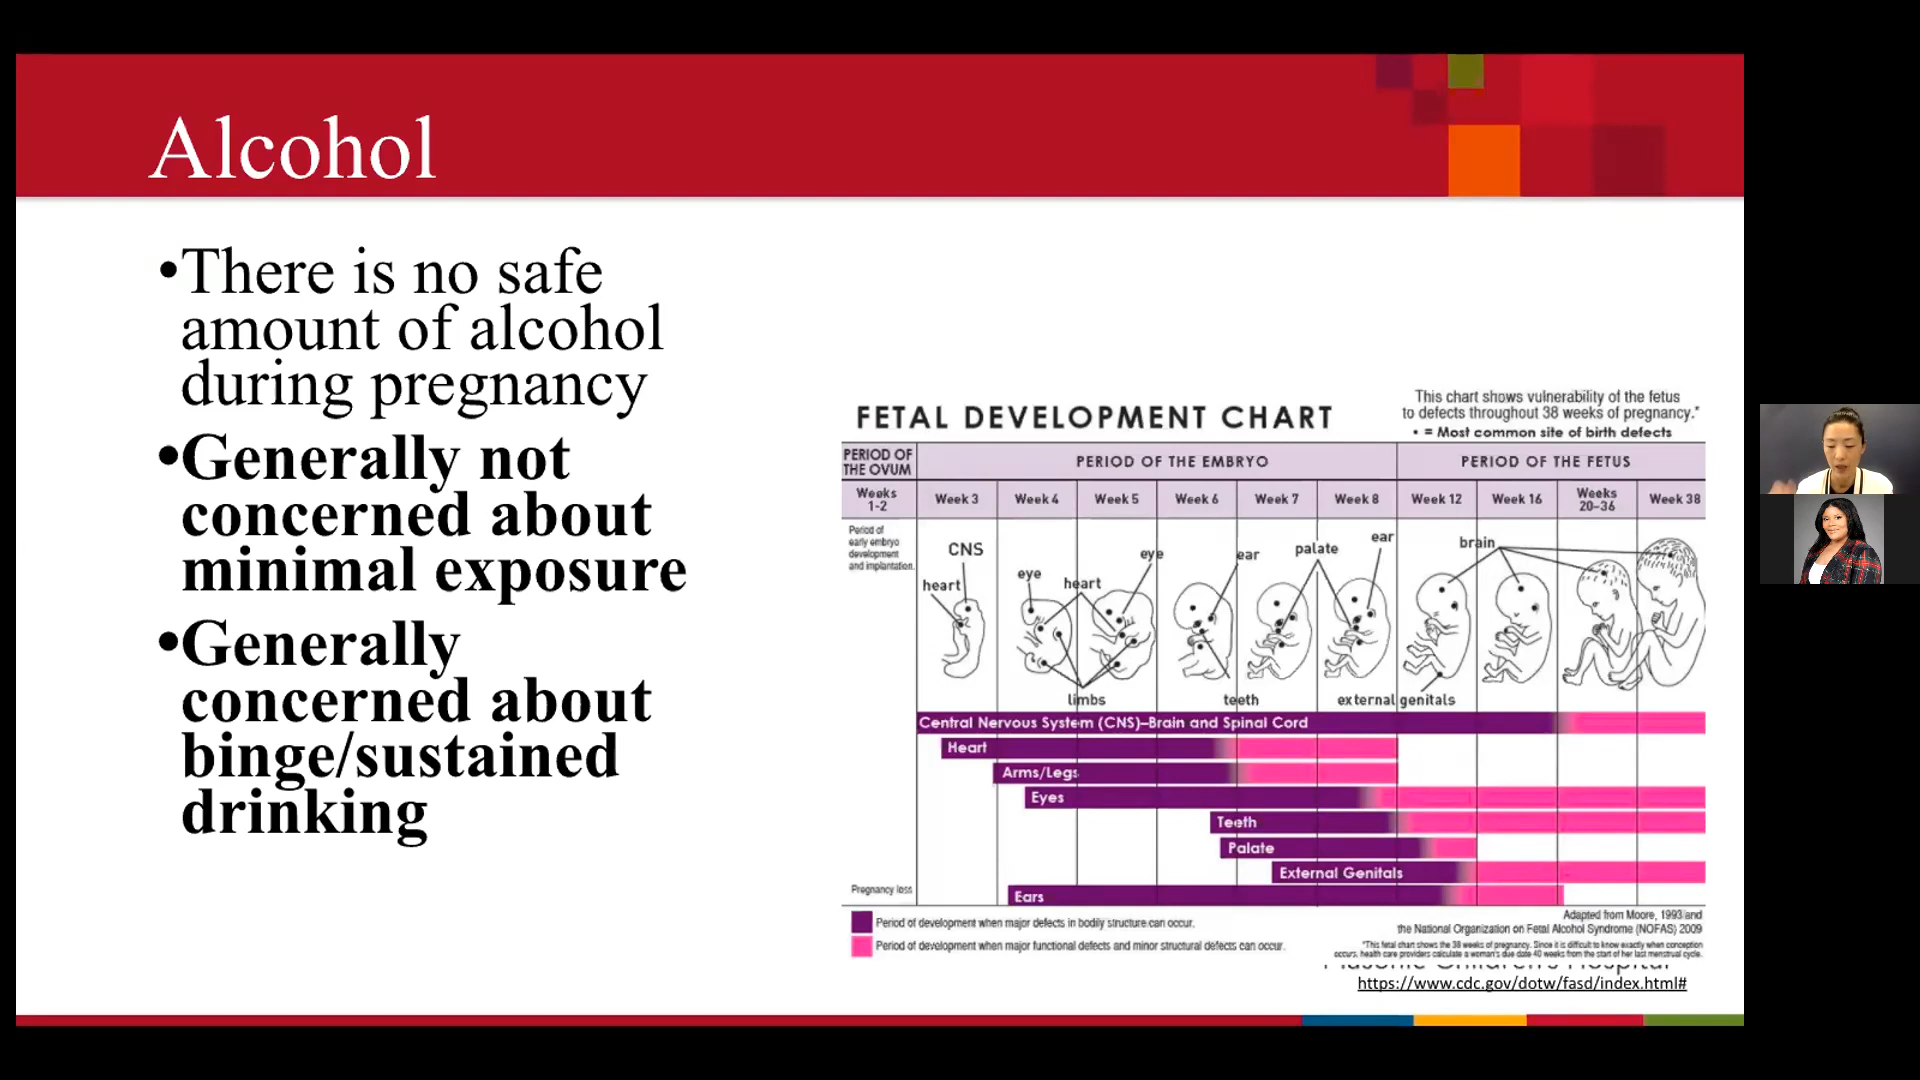 Alcohol
•There is no safe
amount of alcohol
during pregnancy
•Generally not
concerned about
minimal exposure
•Generally
concerned about
binge/sustained
drinking
FETAL DEVELOPMENT CHART
This chart shows vulnerability of the fetus
to defects throughout 38 weeks of pregnancy.*
• = Most common site of birth defects
PERIOD OF
THE OVUM
PERIOD OF THE EMBRYO
PERIOD OF THE FETUS
Weeks
1-2
Week 3
Week 4
Week 5
Week 6
Week 7
Week 8
Week 12
Week 16
Weeks
20–36
Week 38
Period of
early embryo
development
and implantation.
CNS
heart
eye
heart
eye
limbs
ear
teeth
palate
ear
external genitals
brain
Central Nervous System (CNS)–Brain and Spinal Cord
Heart
Arms/Legs
Eyes
Teeth
Palate
External Genitals
Pregnancy loss
Ears
Period of development when major defects in bodily structure can occur.
Period of development when major functional defects and minor structural defects can occur.
Adapted from Moore, 1993 and
the National Organization on Fetal Alcohol Syndrome (NOFAS) 2009
*This fetal chart shows the 38 weeks of pregnancy. Since it is difficult to know exactly when conception
occurs, health care providers calculate a woman's due date 40 weeks from the start of her last menstrual cycle.
Masonic Children's Hospital
https://www.cdc.gov/dotw/fasd/index.html#